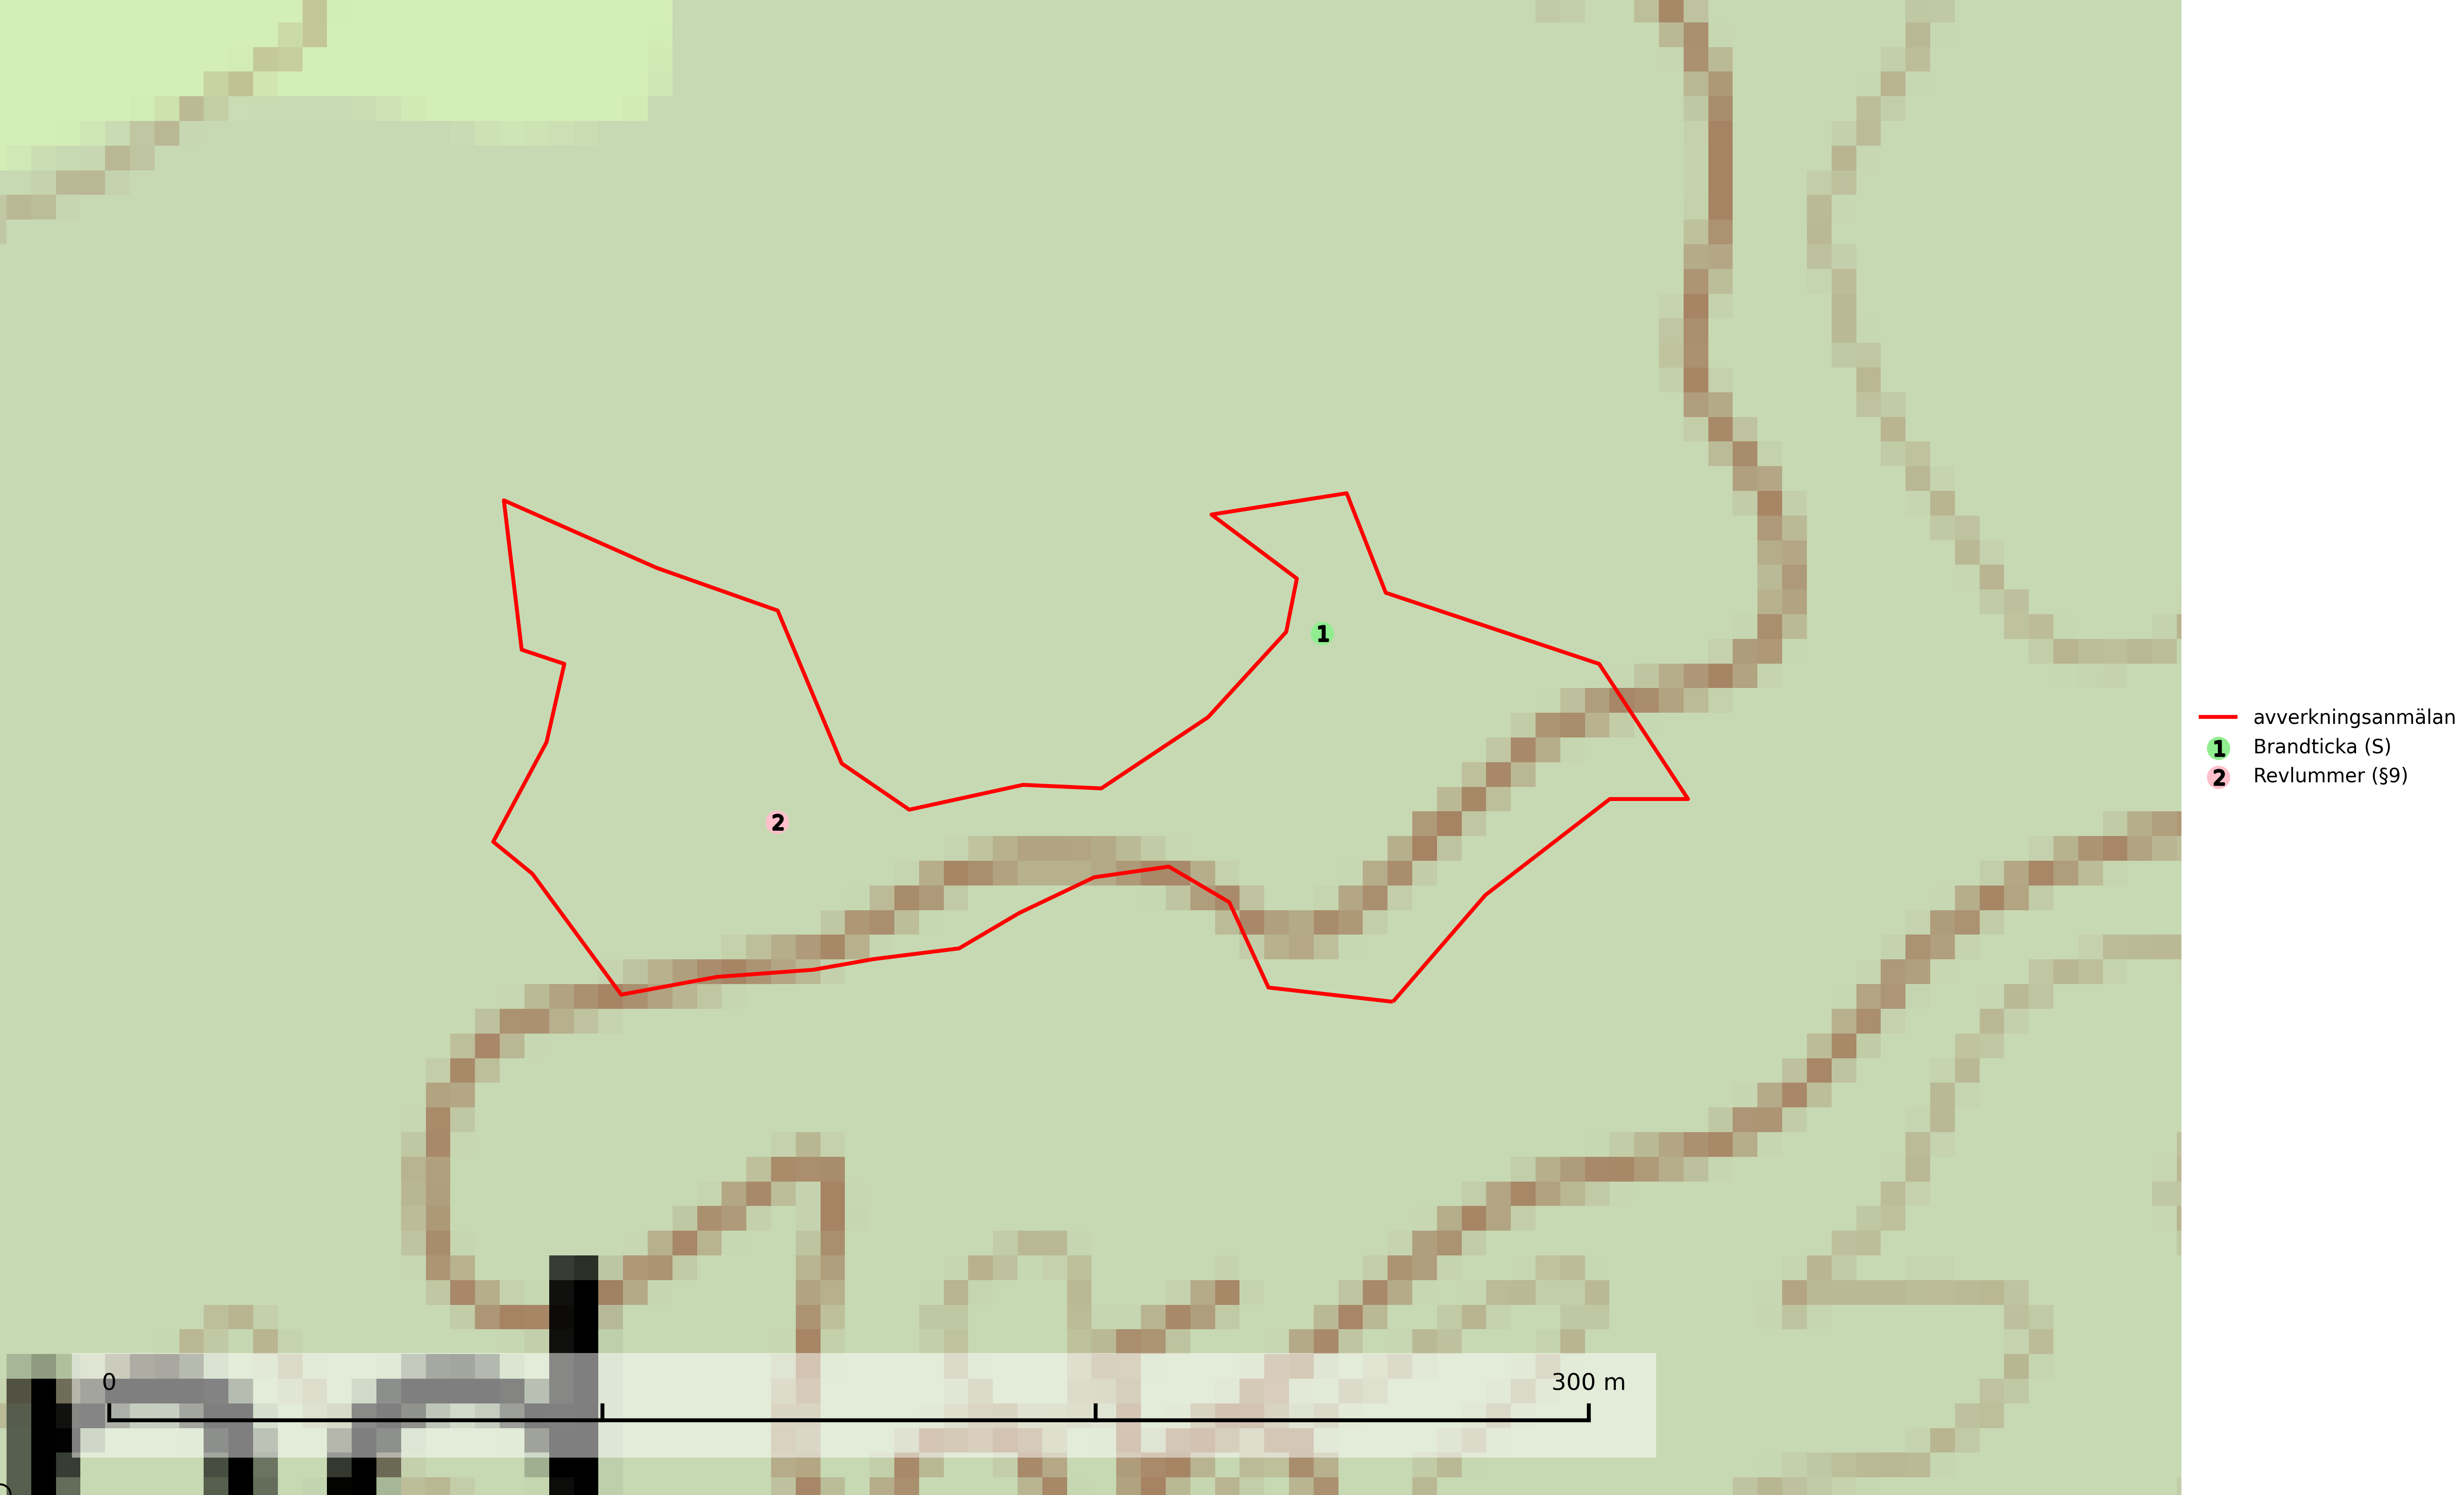 1
2
avverkningsanmälan
1 Brandticka (S)
2 Revlummer (§9)
0 300 m